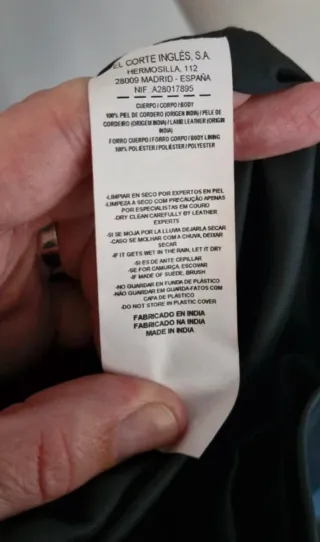 EL CORTE INGLÉS, S.A.
HERMOSILLA, 112
28009 MADRID - ESPAÑA
NIF. A28017895
CUERPO / CORPO / BODY
100% PIEL DE CORDERO (ORIGEN INDIA) / PELE DE
CORDEIRO (ORIGEM INDIA) / LAMB LEATHER (ORIGIN
INDIA)
FORRO CUERPO / FORRO CORPO / BODY LINING
100% POLIÉSTER / POLIÉSTER / POLYESTER
-LIMPIAR EN SECO POR EXPERTOS EN PIEL
-LIMPEZA A SECO COM PRECAUÇÃO APENAS
POR ESPECIALISTAS EM COURO
-DRY CLEAN CAREFULLY BY LEATHER
EXPERTS
-SI SE MOJA POR LA LLUVIA DEJARLA SECAR
-CASO SE MOLHAR COM A CHUVA, DEIXAR
SECAR
-IF IT GETS WET IN THE RAIN, LET IT DRY
-SI ES DE ANTE CEPILLAR
-SE FOR CAMURÇA, ESCOVAR
-IF MADE OF SUEDE, BRUSH
-NO GUARDAR EN FUNDA DE PLÁSTICO
-NÃO GUARDAR EM GUARDA-FATOS COM
CAPA DE PLÁSTICO
-DO NOT STORE IN PLASTIC COVER
FABRICADO EN INDIA
FABRICADO NA INDIA
MADE IN INDIA